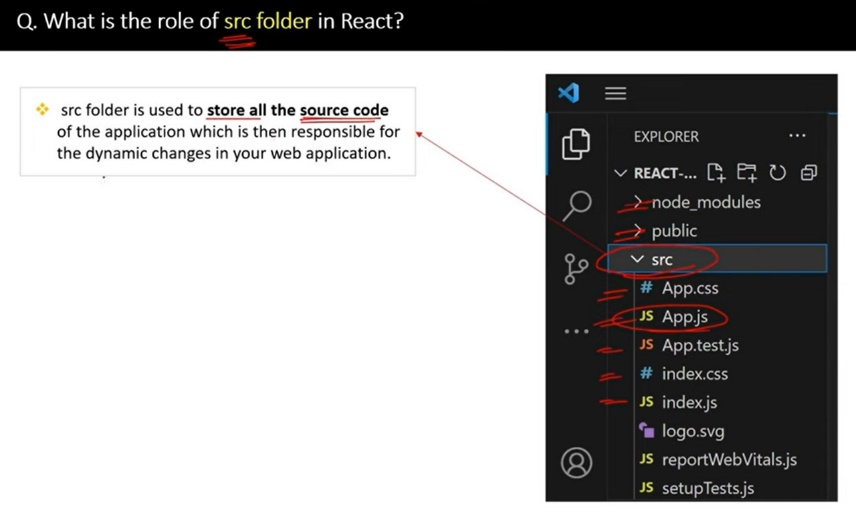 Q. What is the role of src folder in React?
❖ src folder is used to store all the source code
of the application which is then responsible for
the dynamic changes in your web application.
EXPLORER
REACT-...
node_modules
public
src
# App.css
JS App.js
JS App.test.js
# index.css
JS index.js
logo.svg
JS reportWebVitals.js
JS setupTests.js